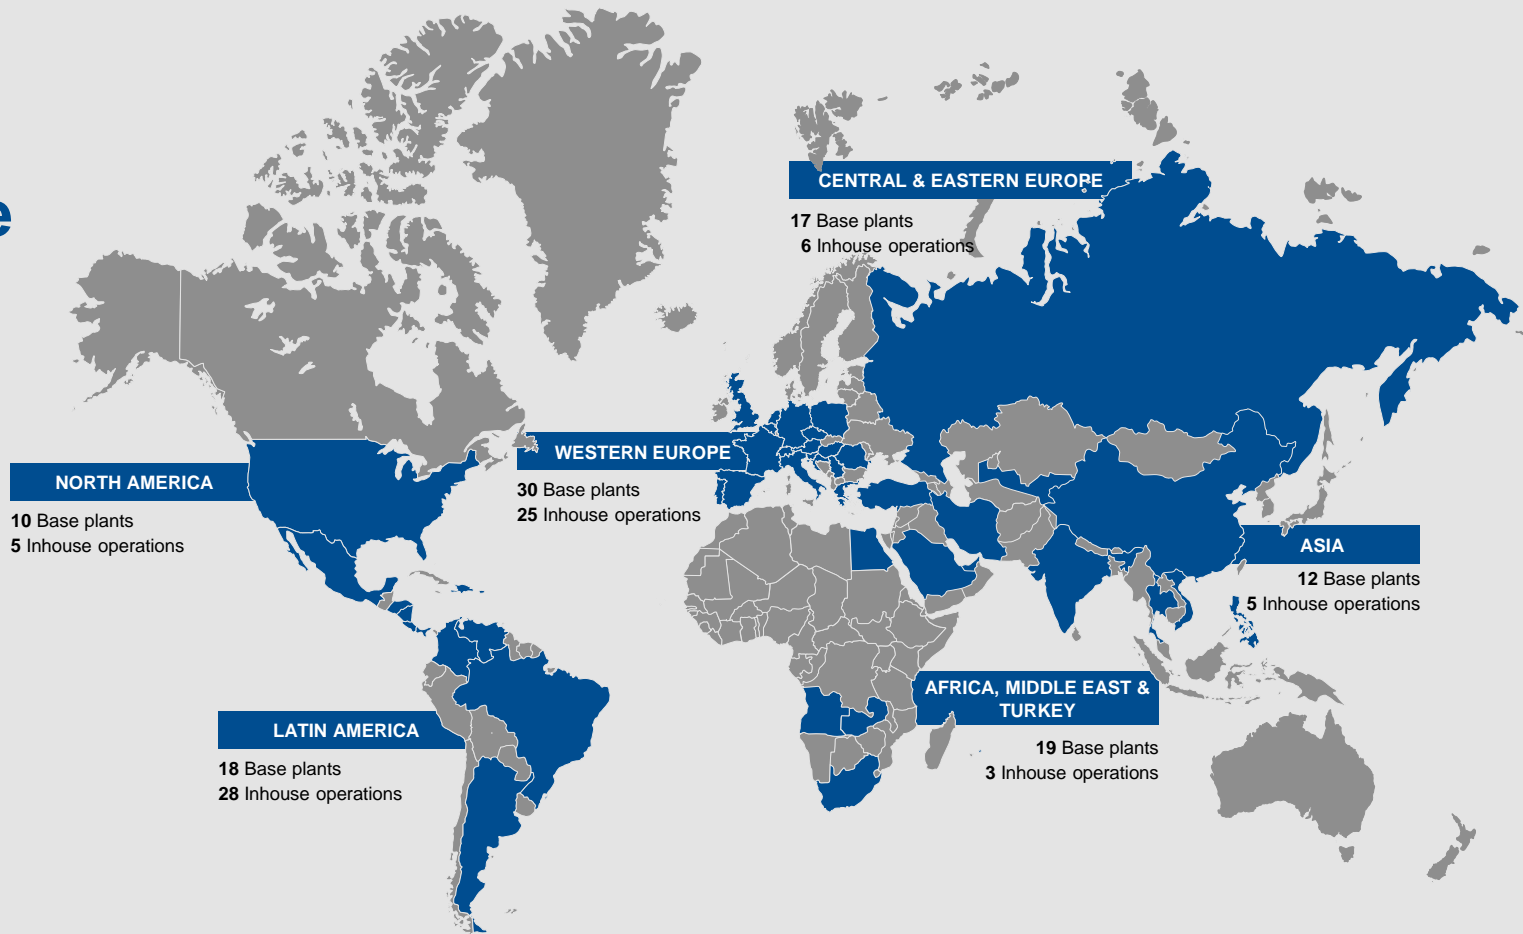 e
CENTRAL & EASTERN EUROPE
17 Base plants
6 Inhouse operations
WESTERN EUROPE
30 Base plants
25 Inhouse operations
NORTH AMERICA
10 Base plants
5 Inhouse operations
ASIA
12 Base plants
5 Inhouse operations
AFRICA, MIDDLE EAST &
TURKEY
19 Base plants
3 Inhouse operations
LATIN AMERICA
18 Base plants
28 Inhouse operations